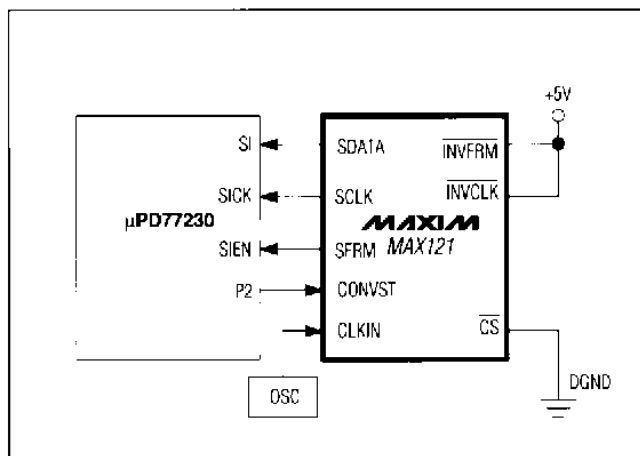 +5V
SI SDATA INVFRM
SICK SCLK INVCLK
µPD77230 MAXIM
SIEN SFRM MAX121
P2 CONVST
CLKIN CS
OSC DGND